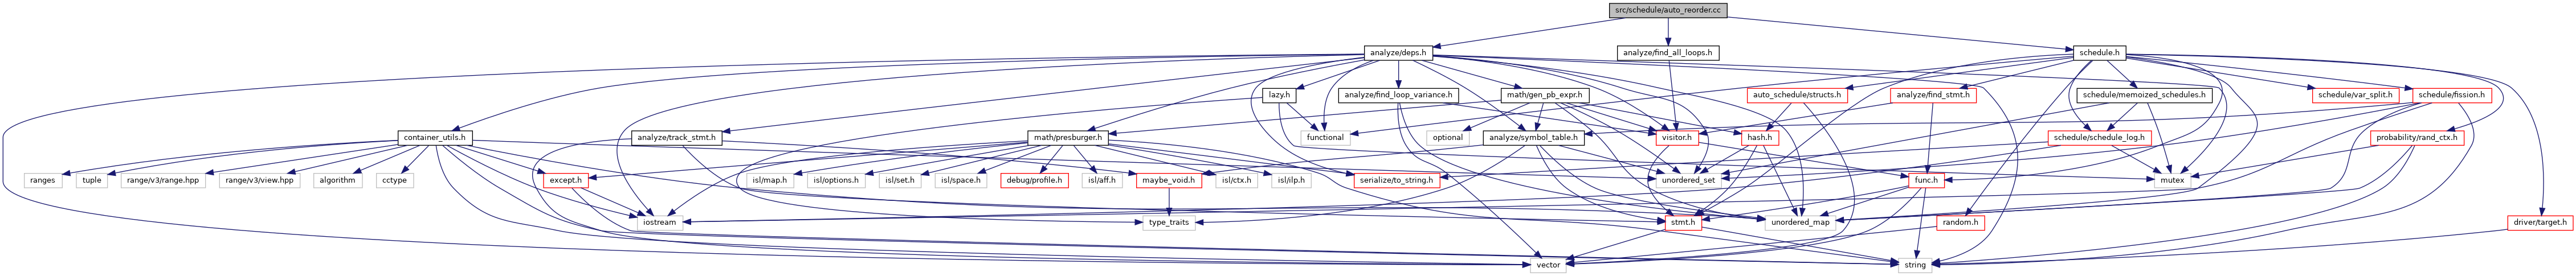 src/schedule/auto_reorder.cc
analyze/deps.h
analyze/find_all_loops.h
schedule.h
lazy.h
analyze/find_loop_variance.h
math/gen_pb_expr.h
auto_schedule/structs.h
analyze/find_stmt.h
schedule/memoized_schedules.h
schedule/var_split.h
schedule/fission.h
container_utils.h
analyze/track_stmt.h
math/presburger.h
functional
optional
analyze/symbol_table.h
visitor.h
hash.h
schedule/schedule_log.h
probability/rand_ctx.h
ranges
tuple
range/v3/range.hpp
range/v3/view.hpp
algorithm
cctype
except.h
isl/map.h
isl/options.h
isl/set.h
isl/space.h
debug/profile.h
isl/aff.h
maybe_void.h
isl/ctx.h
isl/ilp.h
serialize/to_string.h
unordered_set
func.h
mutex
iostream
type_traits
stmt.h
unordered_map
random.h
driver/target.h
vector
string